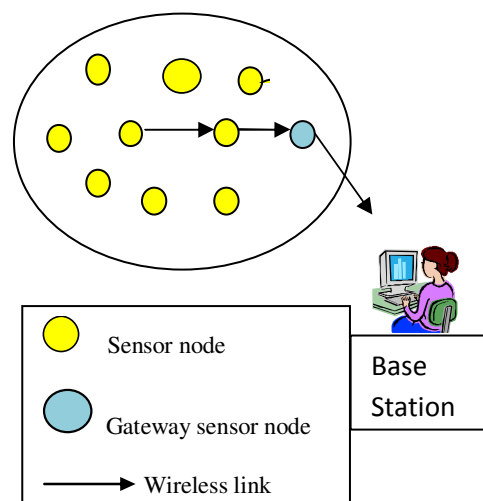 Sensor node
Base
Station
Gateway sensor node
Wireless link